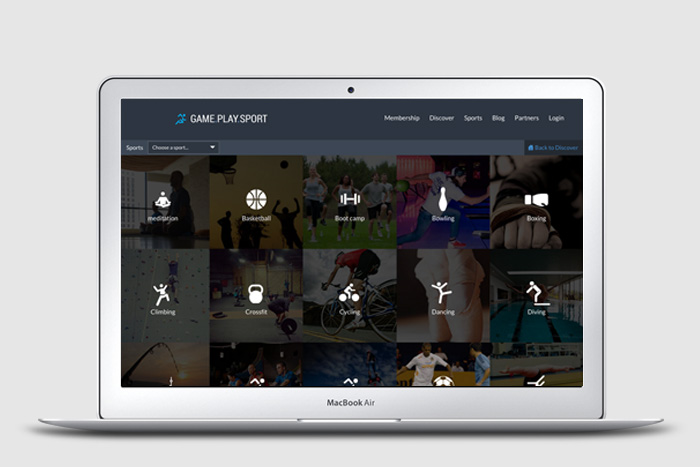 GAME.PLAY.SPORT
Membership Discover Sports Blog Partners Login
Sports Choose a sport... Back to Discover
meditation Basketball Boot camp Bowling Boxing
Climbing Crossfit Cycling Dancing Diving
MacBook Air